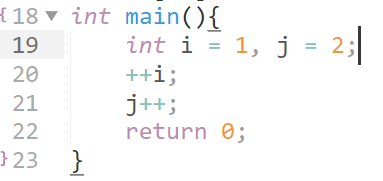 18 int main(){
19 int i = 1, j = 2;
20 ++i;
21 j++;
22 return 0;
23 }